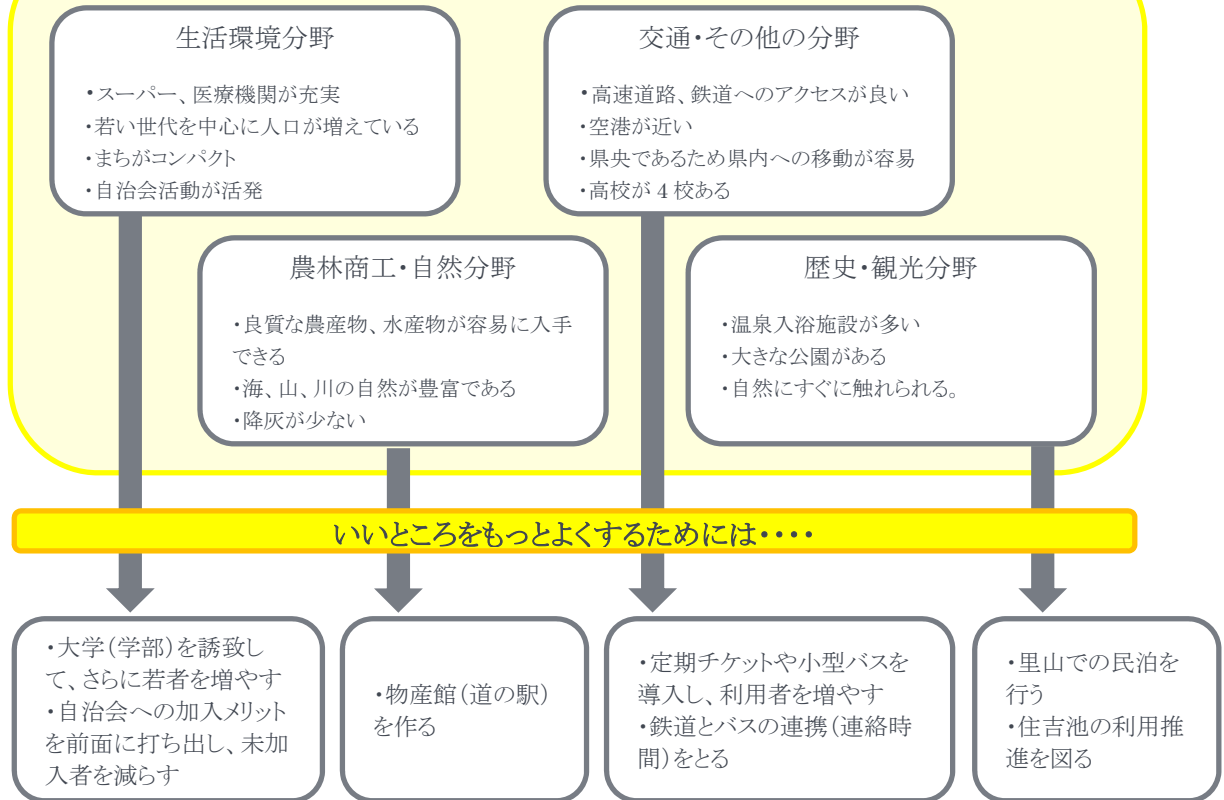 生活環境分野
・スーパー、医療機関が充実
・若い世代を中心に人口が増えている
・まちがコンパクト
・自治会活動が活発
交通・その他の分野
・高速道路、鉄道へのアクセスが良い
・空港が近い
・県央であるため県内への移動が容易
・高校が 4 校ある
農林商工・自然分野
・良質な農産物、水産物が容易に入手
できる
・海、山、川の自然が豊富である
・降灰が少ない
歴史・観光分野
・温泉入浴施設が多い
・大きな公園がある
・自然にすぐに触れられる。
いいところをもっとよくするためには・・・・
・大学（学部）を誘致し
て、さらに若者を増やす
・自治会への加入メリット
を前面に打ち出し、未加
入者を減らす
・物産館（道の駅）
を作る
・定期チケットや小型バスを
導入し、利用者を増やす
・鉄道とバスの連携（連絡時
間）をとる
・里山での民泊を
行う
・住吉池の利用推
進を図る